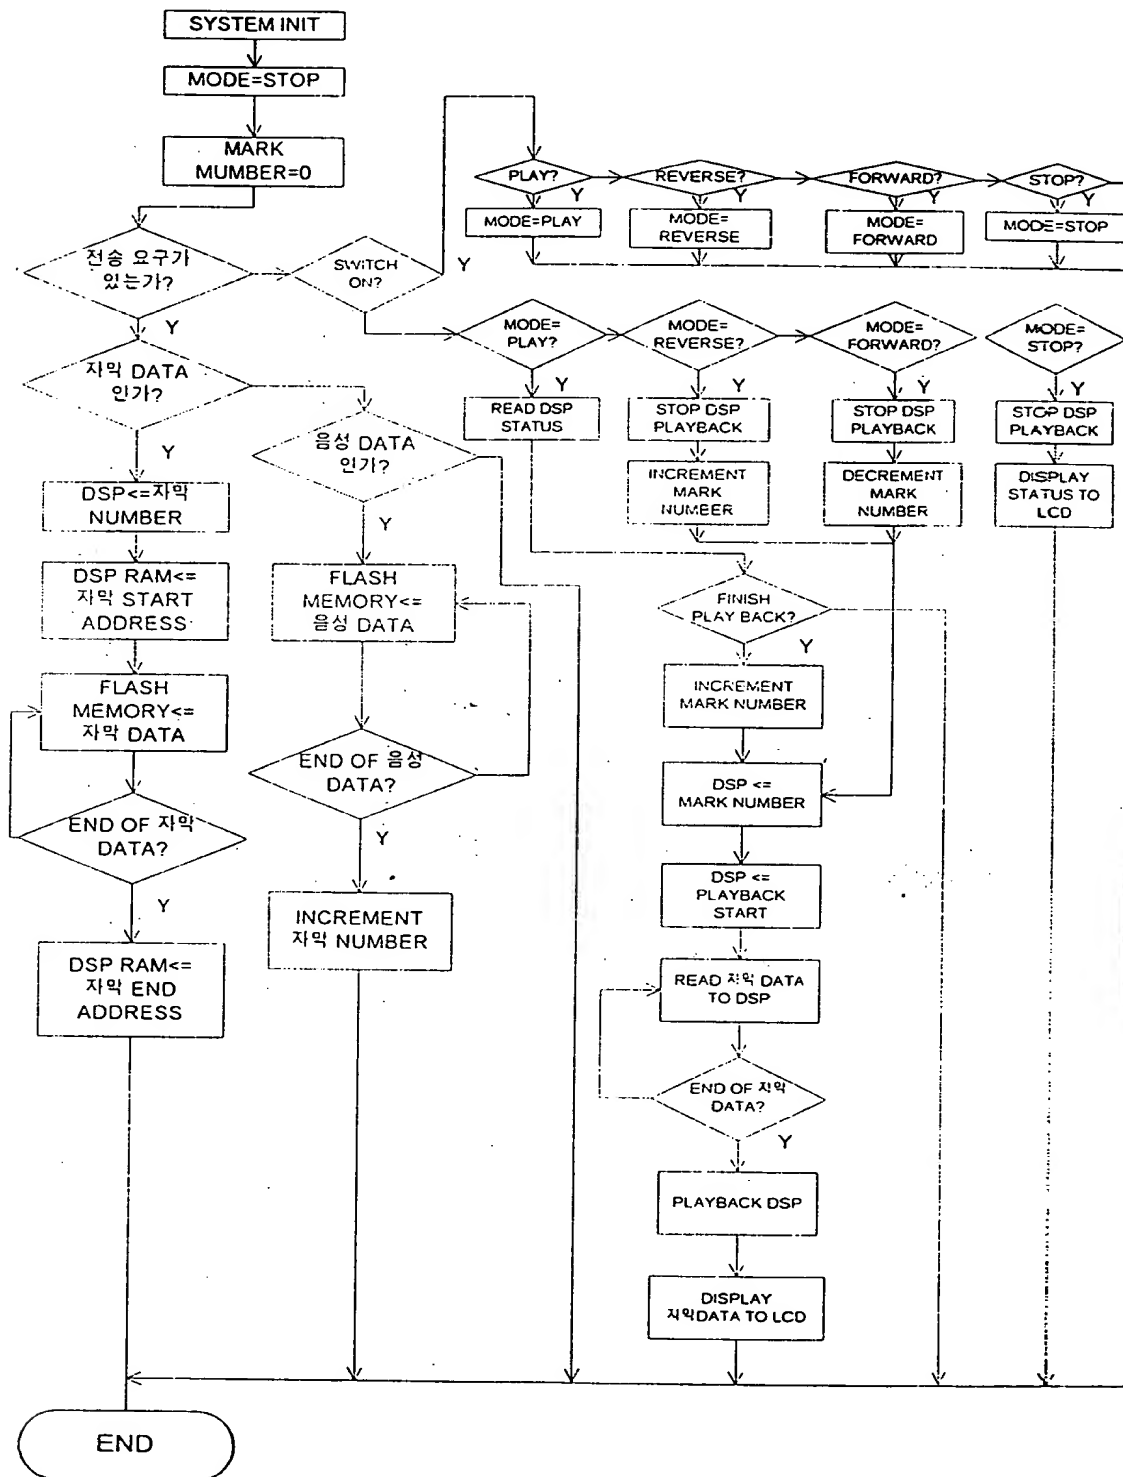 SYSTEM INIT
MODE=STOP
MARK
MUMBER=0
전송 요구가
있는가?
Y
SWITCH
ON?
Y
PLAY?
Y
MODE=PLAY
REVERSE?
Y
MODE=
REVERSE
FORWARD?
Y
MODE=
FORWARD
STOP?
Y
MODE=STOP
MODE=
PLAY?
Y
READ DSP
STATUS
MODE=
REVERSE?
Y
STOP DSP
PLAYBACK
INCREMENT
MARK
NUMBER
MODE=
FORWARD?
Y
STOP DSP
PLAYBACK
DECREMENT
MARK
NUMBER
MODE=
STOP?
Y
STOP DSP
PLAYBACK
DISPLAY
STATUS TO
LCD
자막 DATA
인가?
Y
DSP<=자막
NUMBER
DSP RAM<=
자막 START
ADDRESS
FLASH
MEMORY<=
자막 DATA
END OF 자막
DATA?
Y
DSP RAM<=
자막 END
ADDRESS
음성 DATA
인가?
Y
FLASH
MEMORY<=
음성 DATA
END OF 음성
DATA?
Y
INCREMENT
자막 NUMBER
FINISH
PLAY BACK?
Y
INCREMENT
MARK NUMBER
DSP <=
MARK NUMBER
DSP <=
PLAYBACK
START
READ 자막 DATA
TO DSP
END OF 자막
DATA?
Y
PLAYBACK DSP
DISPLAY
자막DATA TO LCD
END